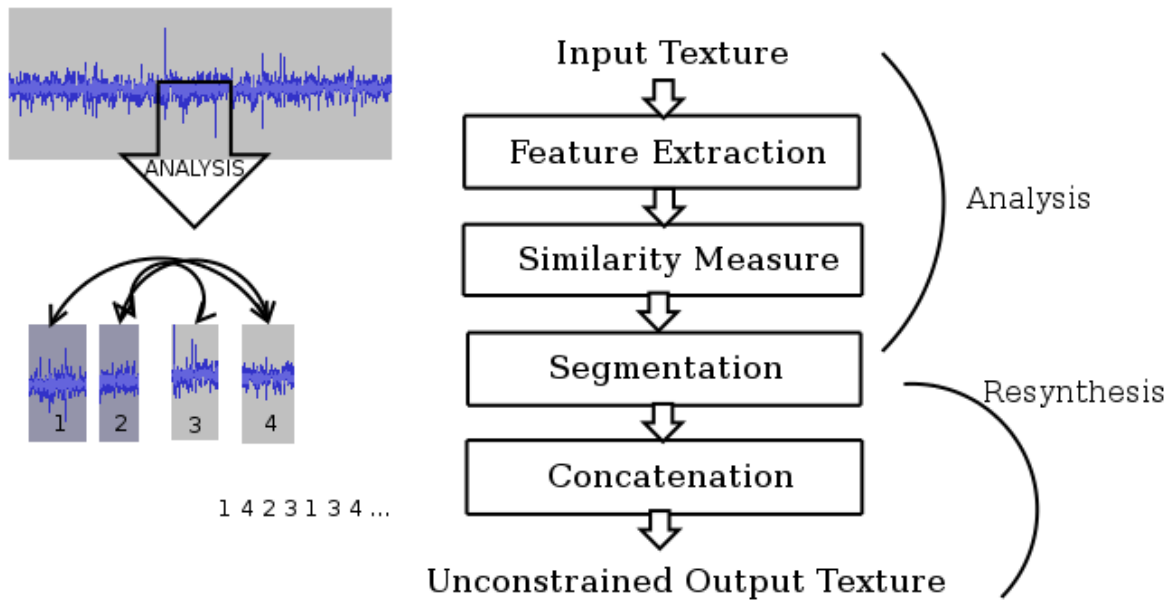 ANALYSIS
1
2
3
4
1 4 2 3 1 3 4 ...
Input Texture
Feature Extraction
Similarity Measure
Segmentation
Concatenation
Unconstrained Output Texture
Analysis
Resynthesis